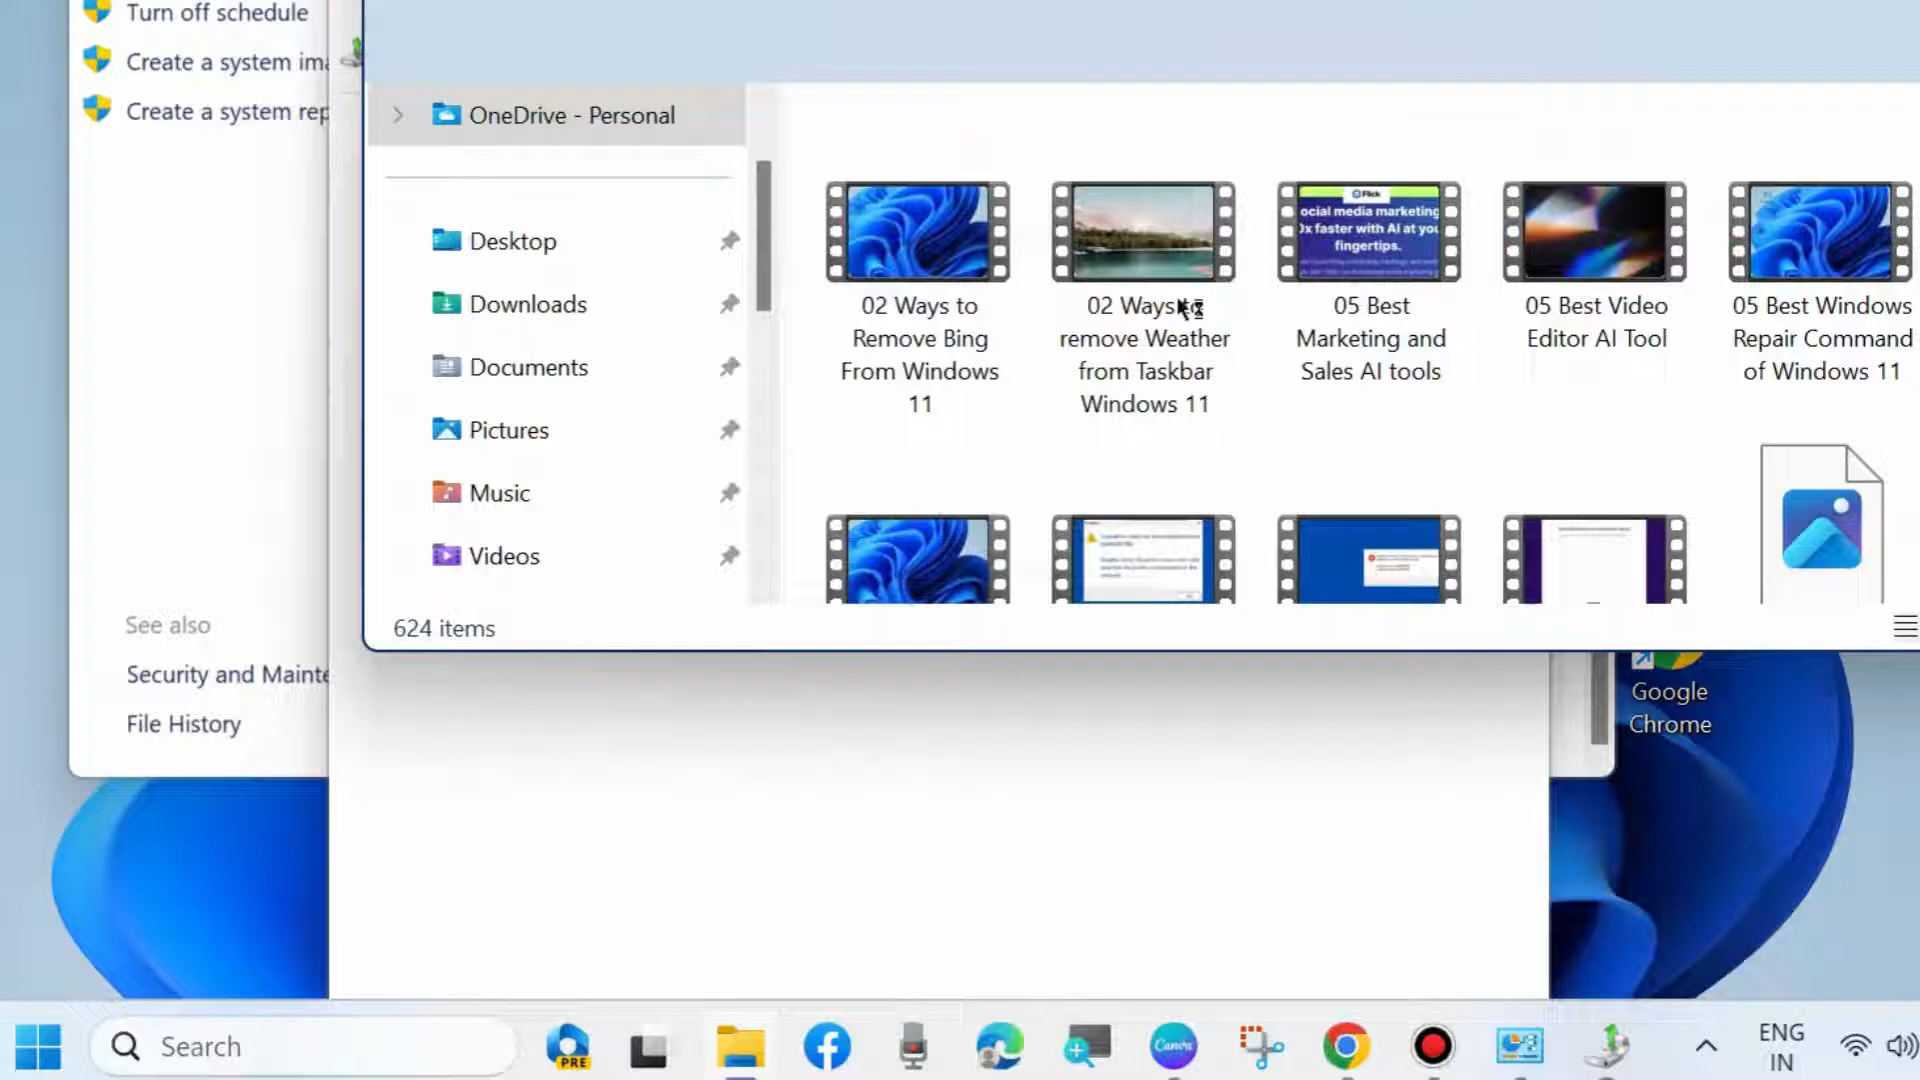 Turn off schedule
Create a system ima
Create a system rep
OneDrive - Personal
Desktop
Downloads
Documents
Pictures
Music
Videos
624 items
See also
Security and Mainte
File History
Flick
ocial media marketing
0x faster with AI at you
fingertips.
02 Ways to
Remove Bing
From Windows
11
02 Ways to
remove Weather
from Taskbar
Windows 11
05 Best
Marketing and
Sales AI tools
05 Best Video
Editor AI Tool
05 Best Windows
Repair Command
of Windows 11
Google
Chrome
Search
PRE
Canva
ENG
IN